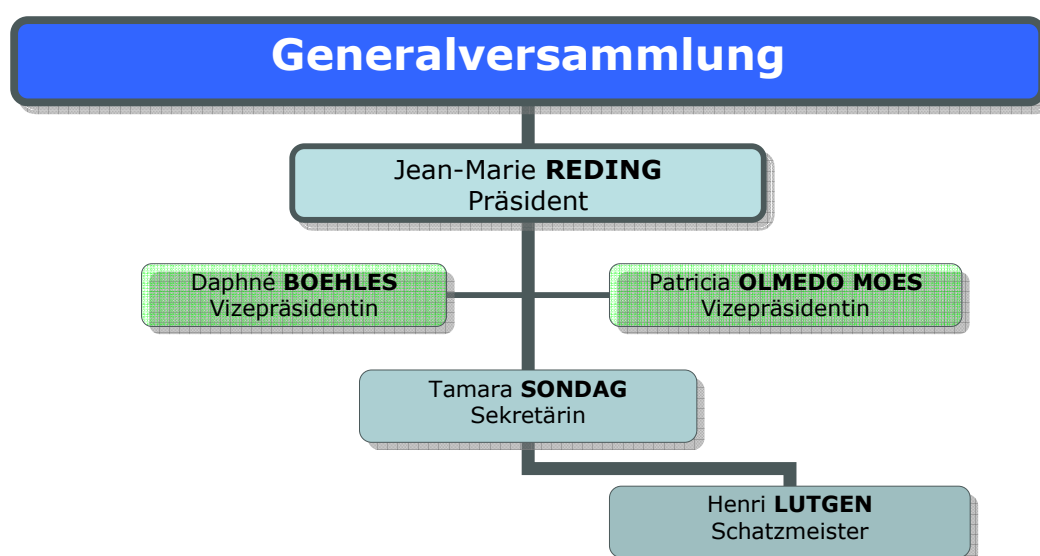 Generalversammlung
Jean-Marie REDING
Präsident
Daphné BOEHLES
Vizepräsidentin
Patricia OLMEDO MOES
Vizepräsidentin
Tamara SONDAG
Sekretärin
Henri LUTGEN
Schatzmeister